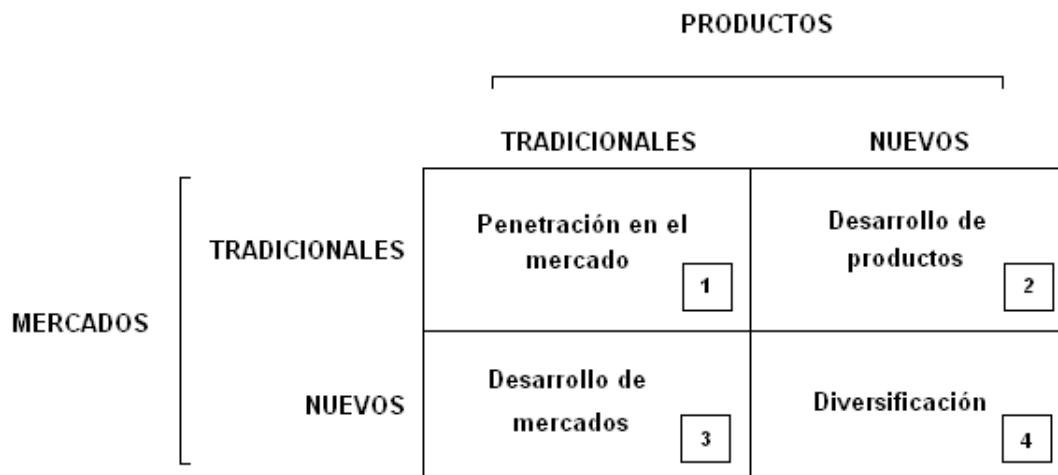 PRODUCTOS
TRADICIONALES
NUEVOS
MERCADOS
TRADICIONALES
Penetración en el
mercado
1
Desarrollo de
productos
2
NUEVOS
Desarrollo de
mercados
3
Diversificación
4